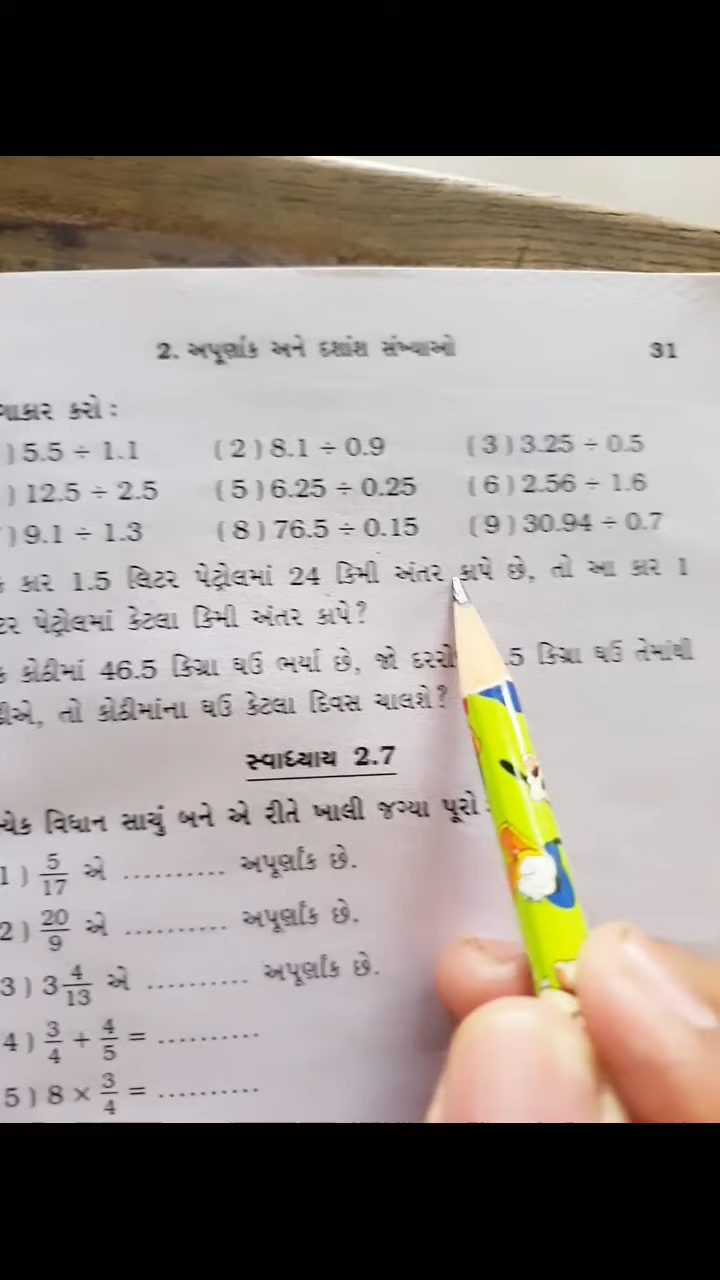 2. અપૂર્ણાંક અને દશાંશ સંખ્યાઓ 31
ગાકાર કરો :
) 5.5 ÷ 1.1 ( 2 ) 8.1 ÷ 0.9 ( 3 ) 3.25 ÷ 0.5
) 12.5 ÷ 2.5 ( 5 ) 6.25 ÷ 0.25 ( 6 ) 2.56 ÷ 1.6
) 9.1 ÷ 1.3 ( 8 ) 76.5 ÷ 0.15 ( 9 ) 30.94 ÷ 0.7
કાર 1.5 લિટર પેટ્રોલમાં 24 કિમી અંતર કાપે છે, તો આ કાર 1
ટર પેટ્રોલમાં કેટલા કિમી અંતર કાપે?
કોઠીમાં 46.5 કિગ્રા ઘઉં ભર્યા છે, જો .5 કિગ્રા ઘઉં તેમાંથી
તો કોઠીમાંના ઘઉં કેટલા દિવસ ચાલશે?
સ્વાધ્યાય 2.7
વિધાન સાચું બને એ રીતે ખાલી જગ્યા પૂરો :
1 ) 5/17 એ .......... અપૂર્ણાંક છે.
2 ) 20/9 એ .......... અપૂર્ણાંક છે.
3 ) 3 4/13 એ .......... અપૂર્ણાંક છે.
4 ) 3/4 + 4/5 = ..........
5 ) 8 × 3/4 = ..........